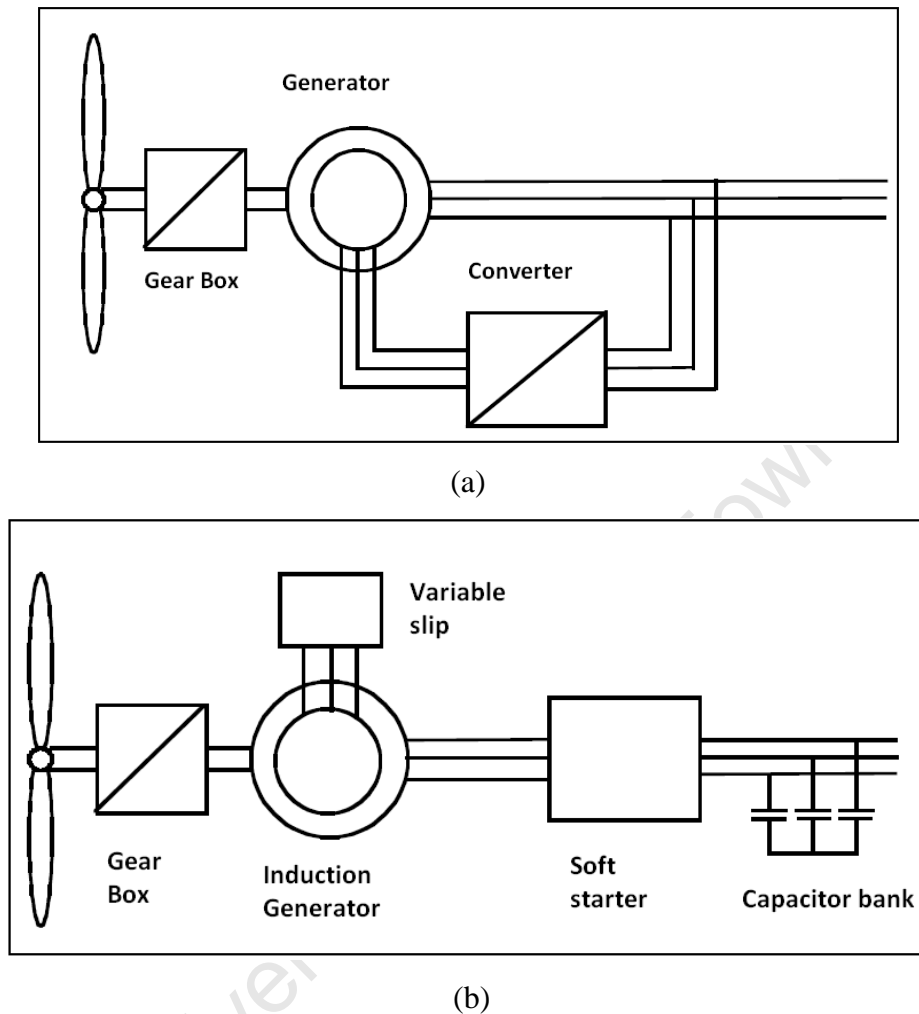 Generator
Gear Box
Converter
(a)
Variable
slip
Gear
Box
Induction
Generator
Soft
starter
Capacitor bank
(b)